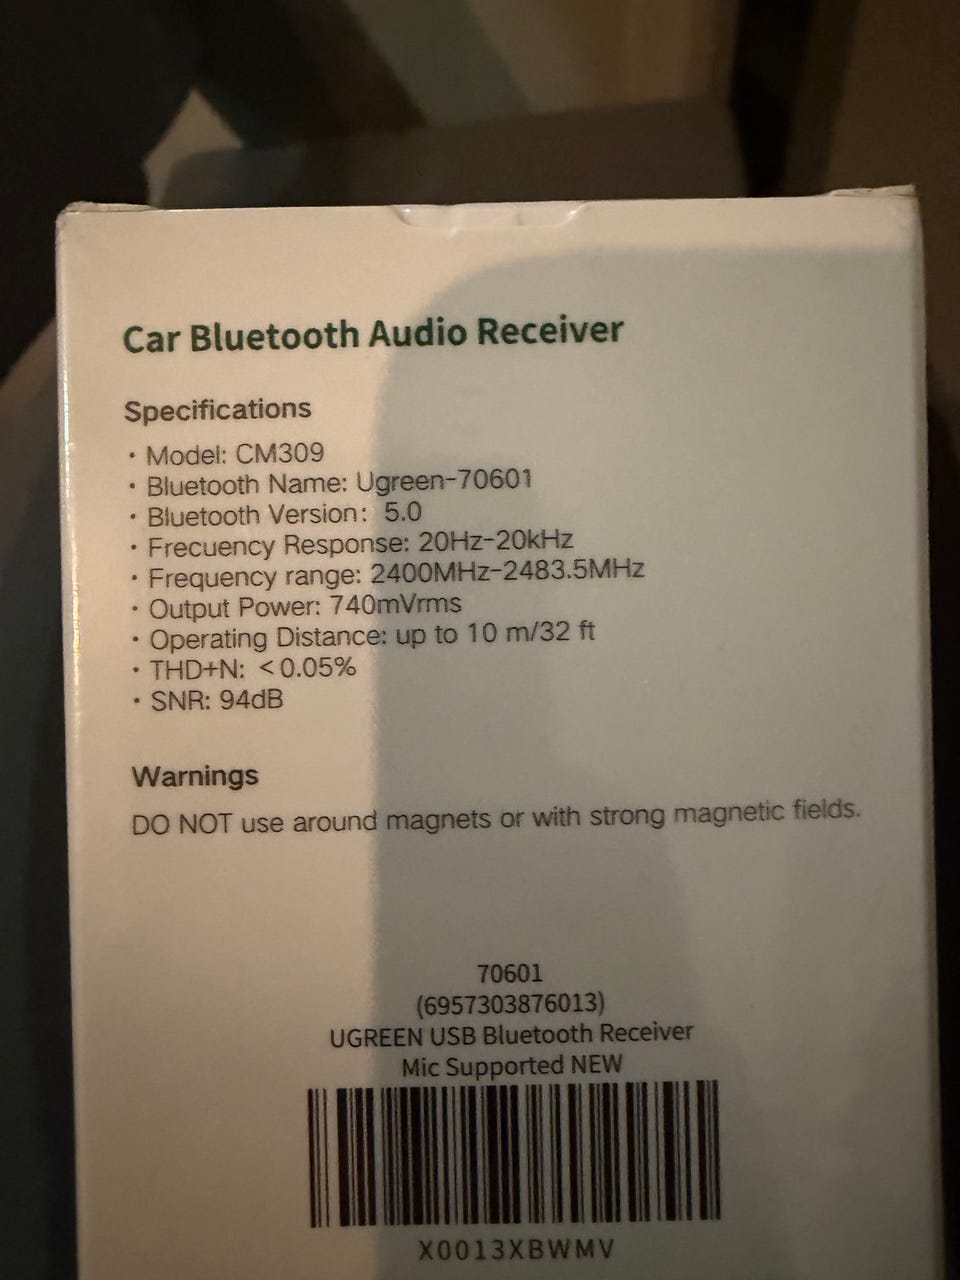 Car Bluetooth Audio Receiver
Specifications
· Model: CM309
· Bluetooth Name: Ugreen-70601
· Bluetooth Version: 5.0
· Frecuency Response: 20Hz-20kHz
· Frequency range: 2400MHz-2483.5MHz
· Output Power: 740mVrms
· Operating Distance: up to 10 m/32 ft
· THD+N: <0.05%
· SNR: 94dB
Warnings
DO NOT use around magnets or with strong magnetic fields.
70601
(6957303876013)
UGREEN USB Bluetooth Receiver
Mic Supported NEW
X0013XBWMV